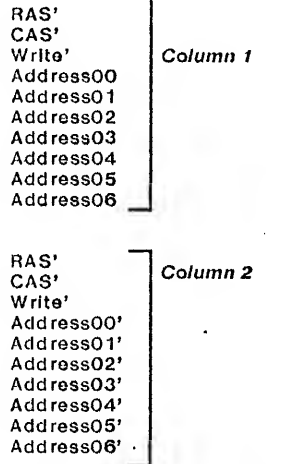 RAS'
CAS'
Write'
Column 1
Address00
Address01
Address02
Address03
Address04
Address05
Address06
RAS'
Column 2
CAS'
Write'
Address00'
Address01'
Address02'
Address03'
Address04'
Address05'
Address06'